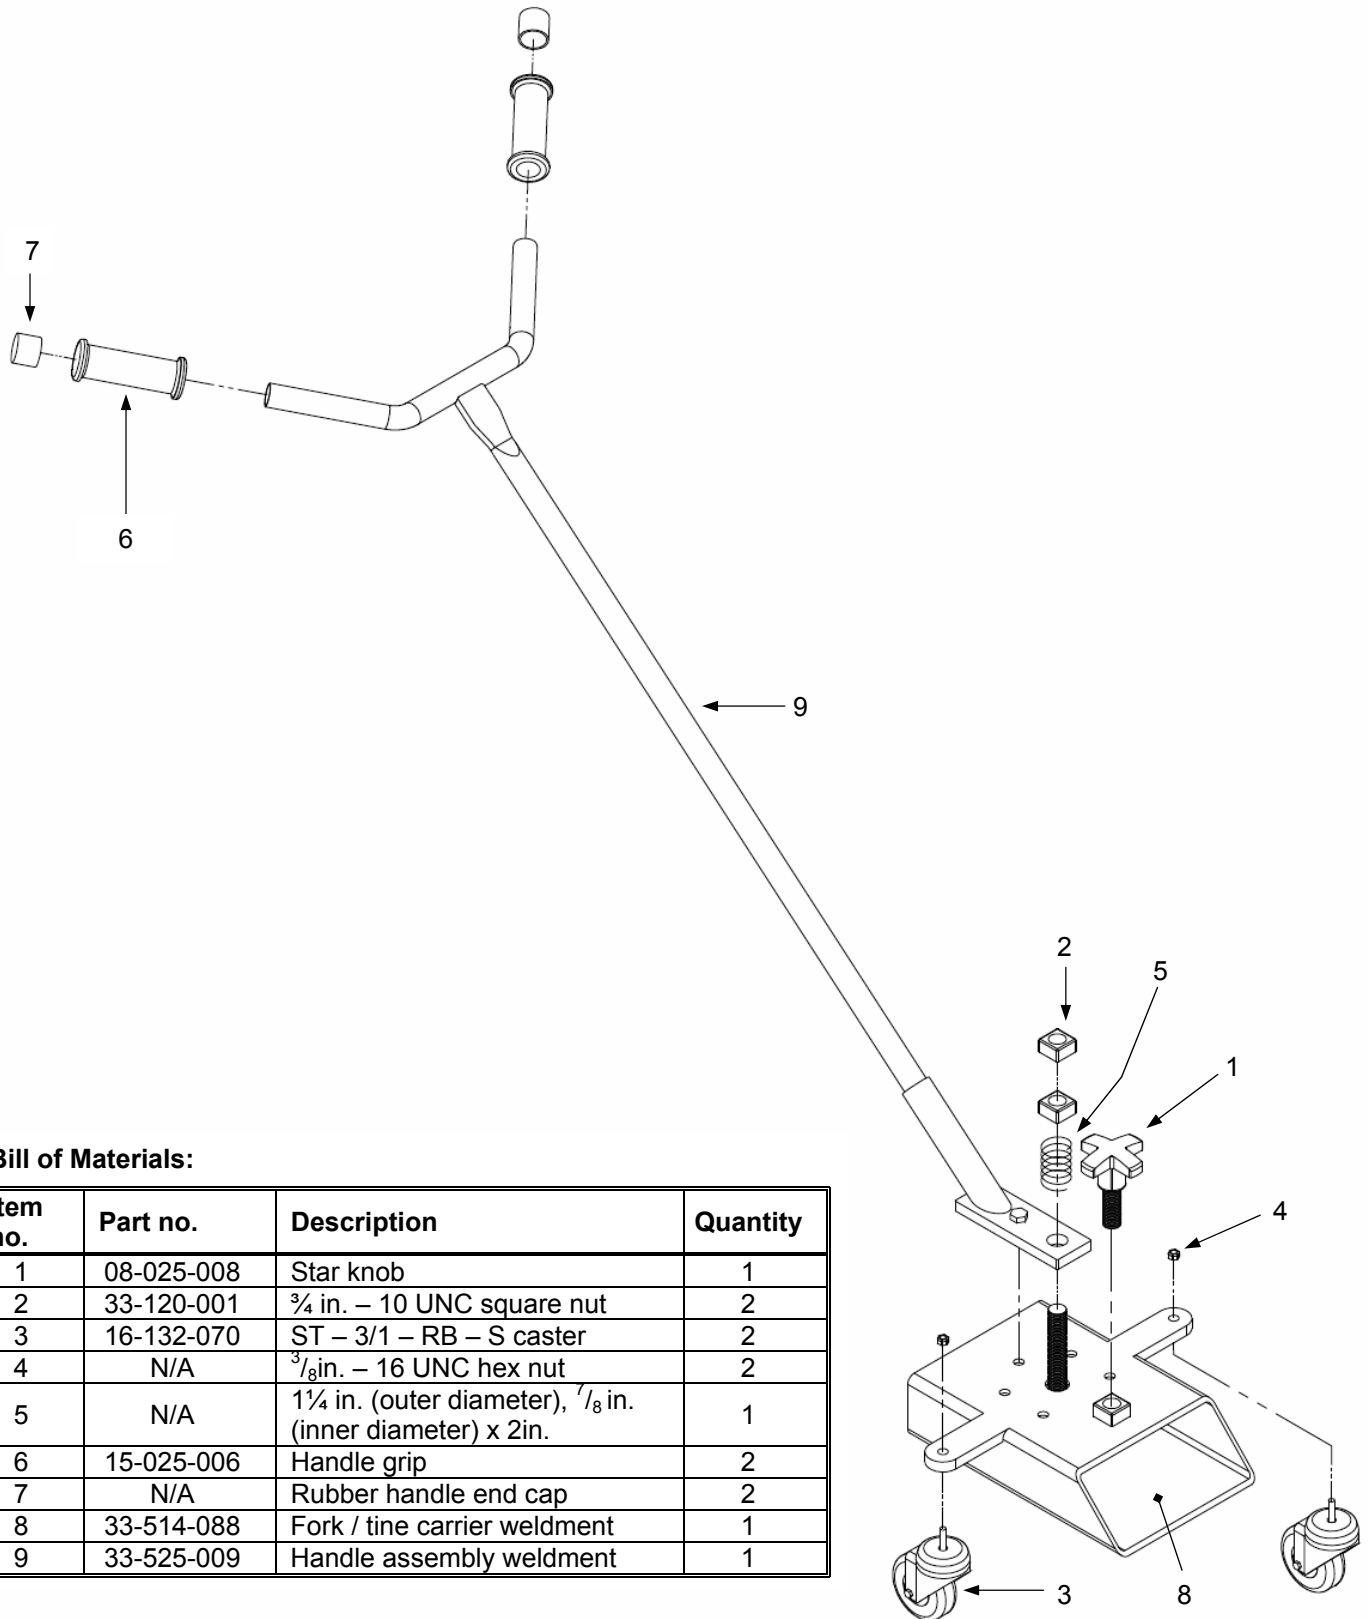 7
6
9
2
5
1
4
3
8
Bill of Materials:
Item no. Part no. Description Quantity
1 08-025-008 Star knob 1
2 33-120-001 ¾ in. – 10 UNC square nut 2
3 16-132-070 ST – 3/1 – RB – S caster 2
4 N/A 3/8in. – 16 UNC hex nut 2
5 N/A 1¼ in. (outer diameter), 7/8 in.
(inner diameter) x 2in. 1
6 15-025-006 Handle grip 2
7 N/A Rubber handle end cap 2
8 33-514-088 Fork / tine carrier weldment 1
9 33-525-009 Handle assembly weldment 1